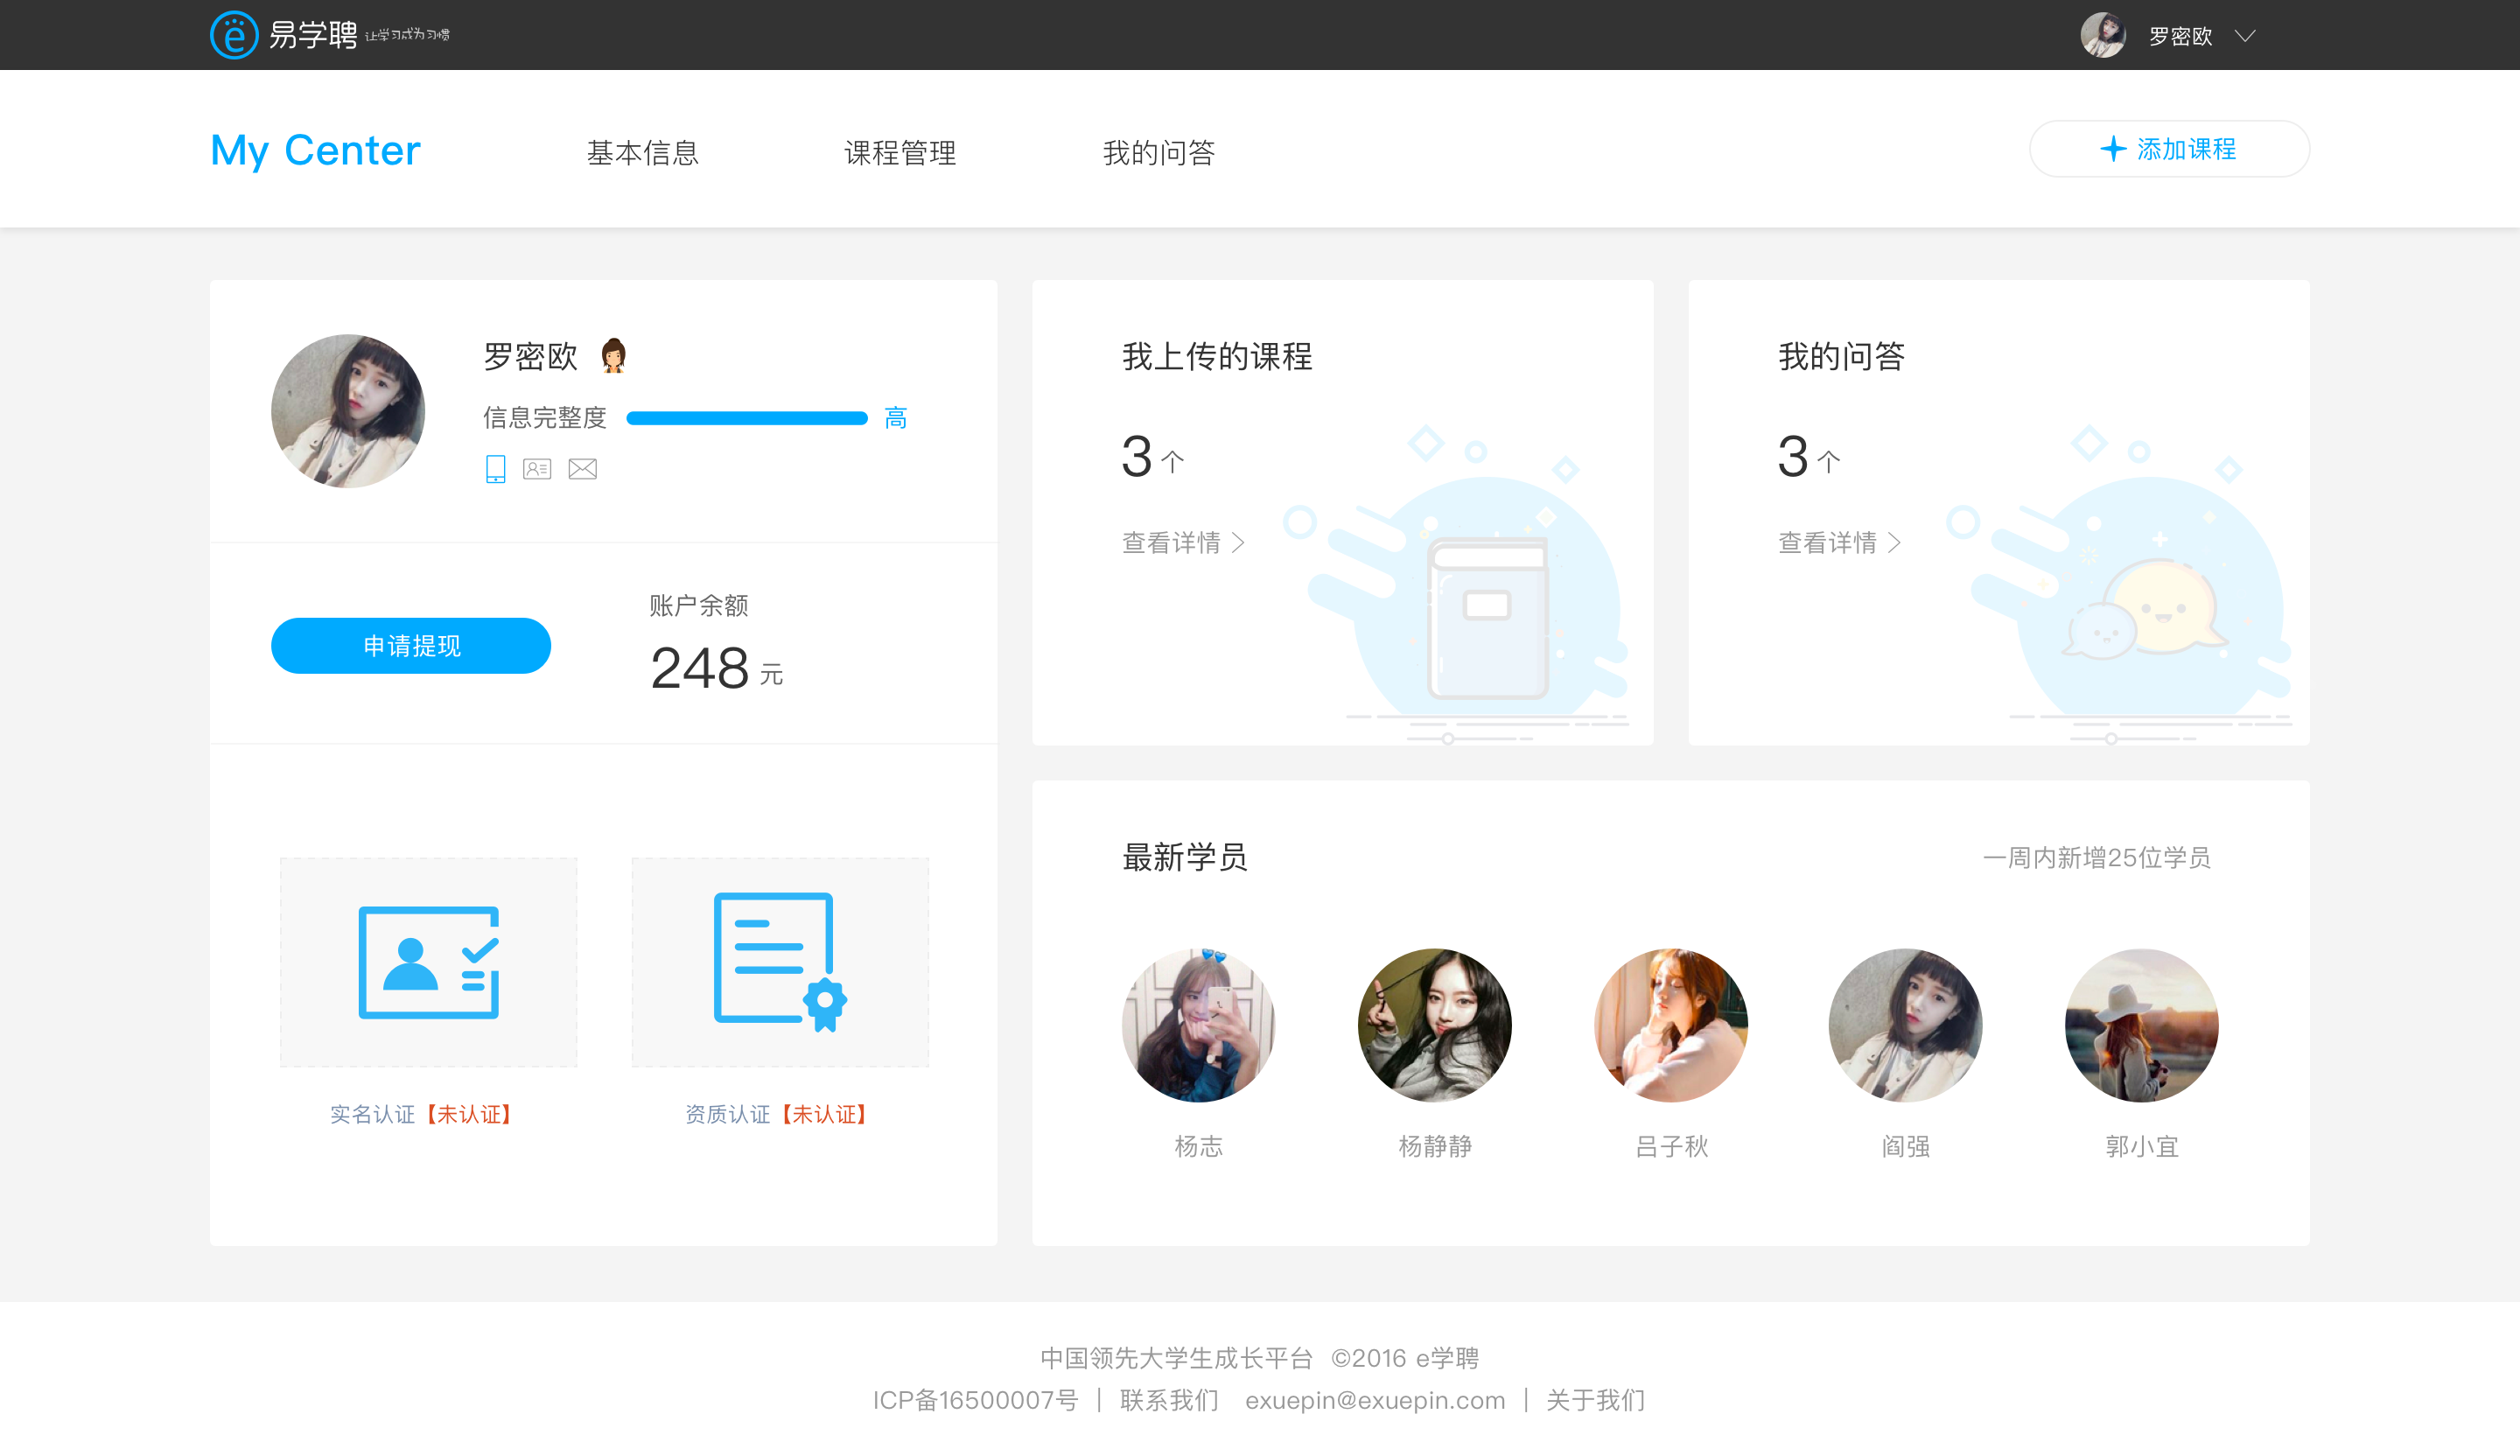 易学聘 让学习成为习惯
罗密欧
My Center
基本信息
课程管理
我的问答
添加课程
罗密欧
信息完整度 高
申请提现
账户余额
248 元
实名认证【未认证】
资质认证【未认证】
我上传的课程
3 个
查看详情
我的问答
3 个
查看详情
最新学员
一周内新增25位学员
杨志
杨静静
吕子秋
阎强
郭小宜
中国领先大学生成长平台 ©2016 e学聘
ICP备16500007号 | 联系我们 exuepin@exuepin.com | 关于我们